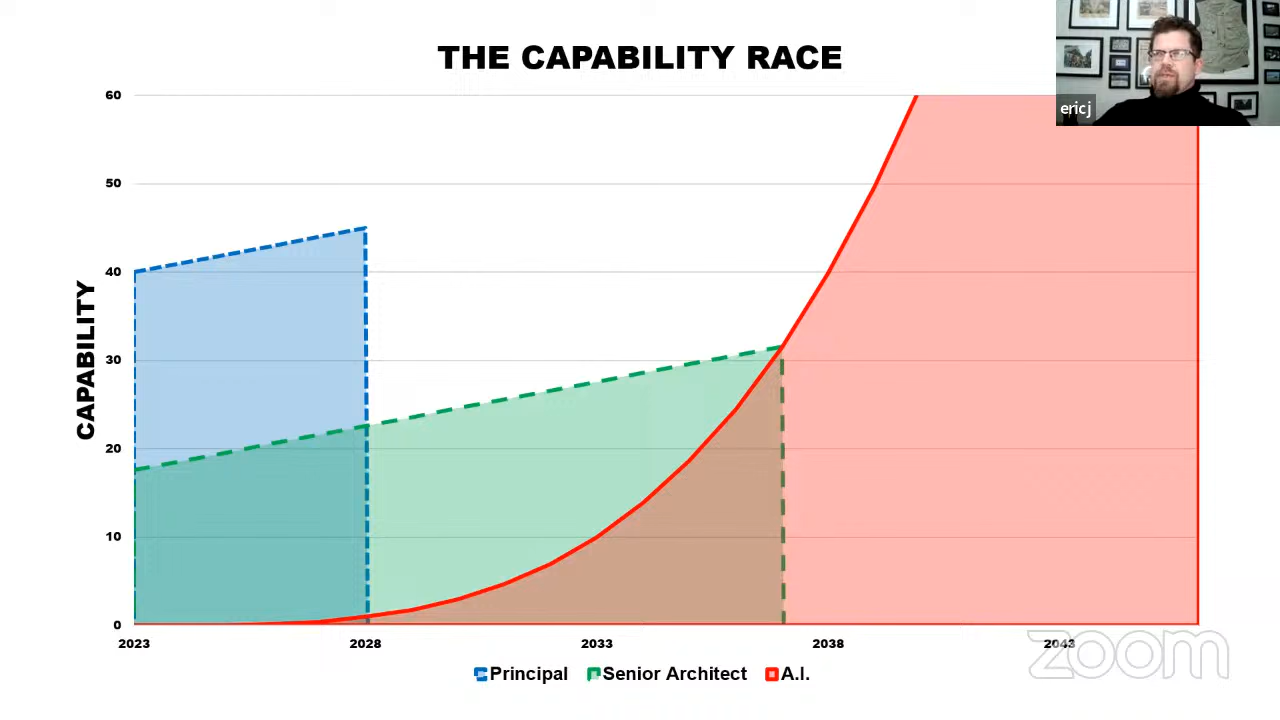 THE CAPABILITY RACE
ericj
60
50
40
30
20
10
0
CAPABILITY
2023 2028 2033 2038 2043
Principal Senior Architect A.I.
zoom